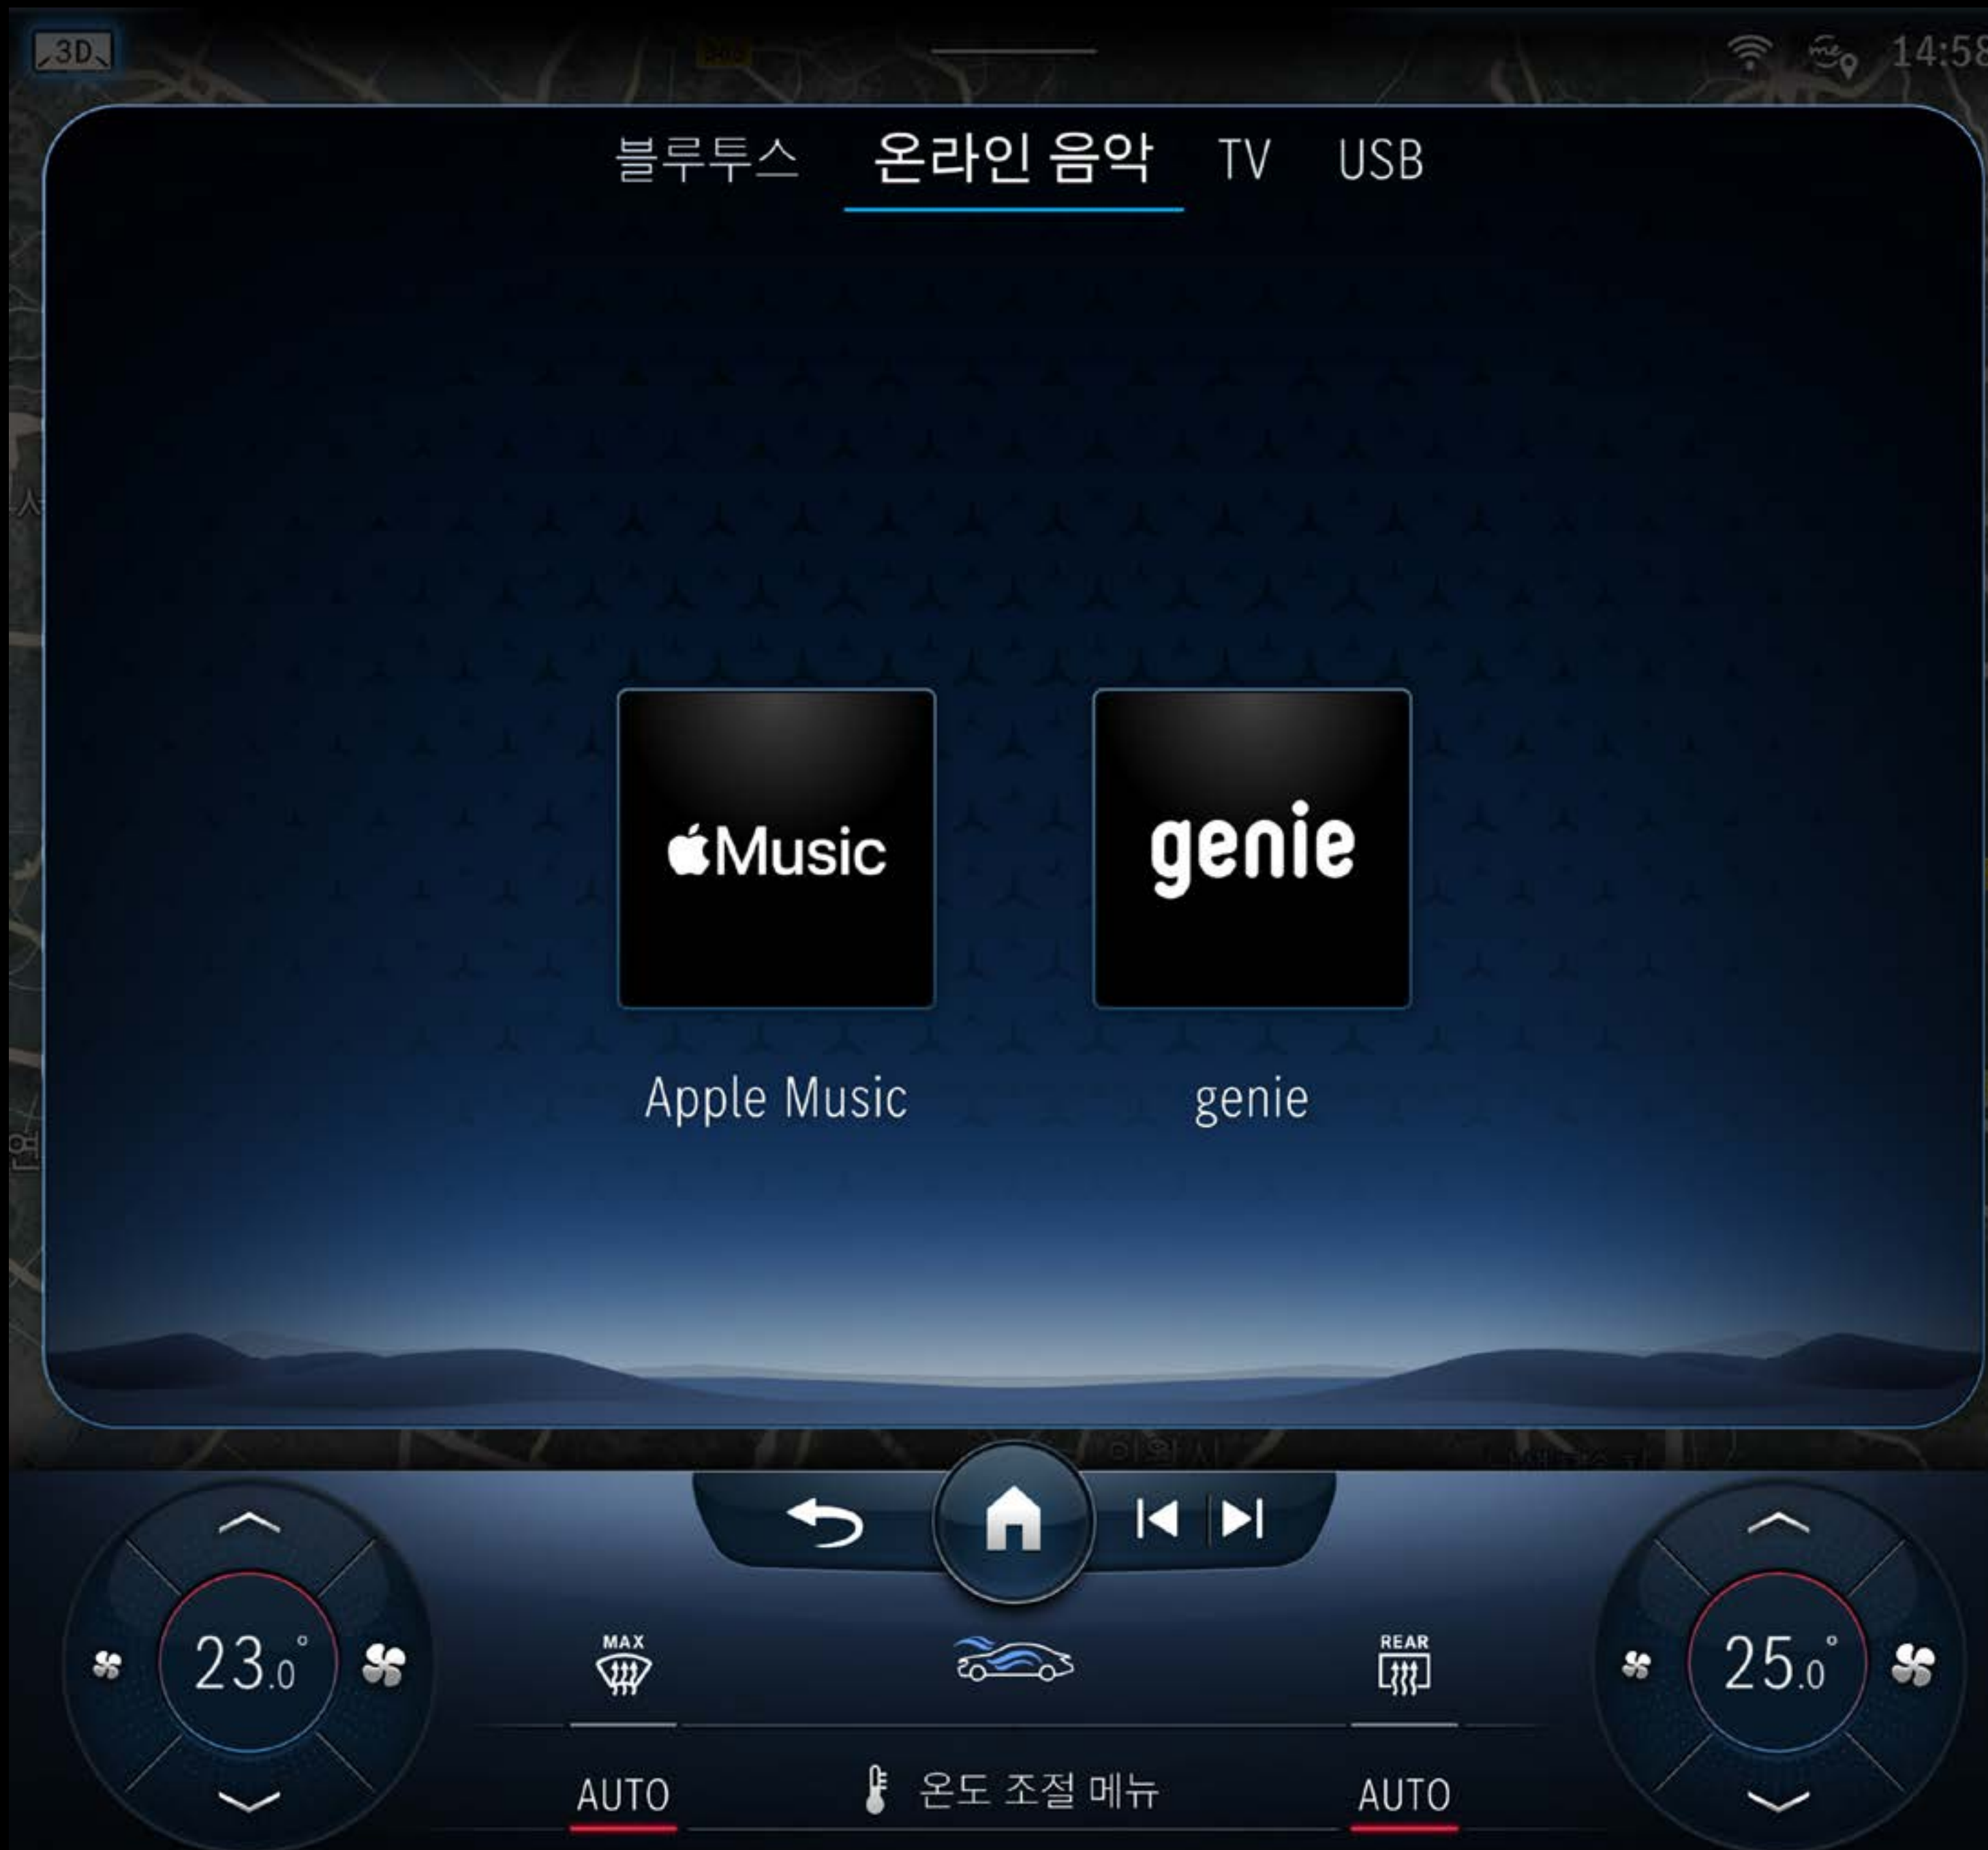 3D
14:58
블루투스 온라인 음악 TV USB
Music
genie
Apple Music
genie
MAX
REAR
23.0°
25.0°
AUTO
온도 조절 메뉴
AUTO